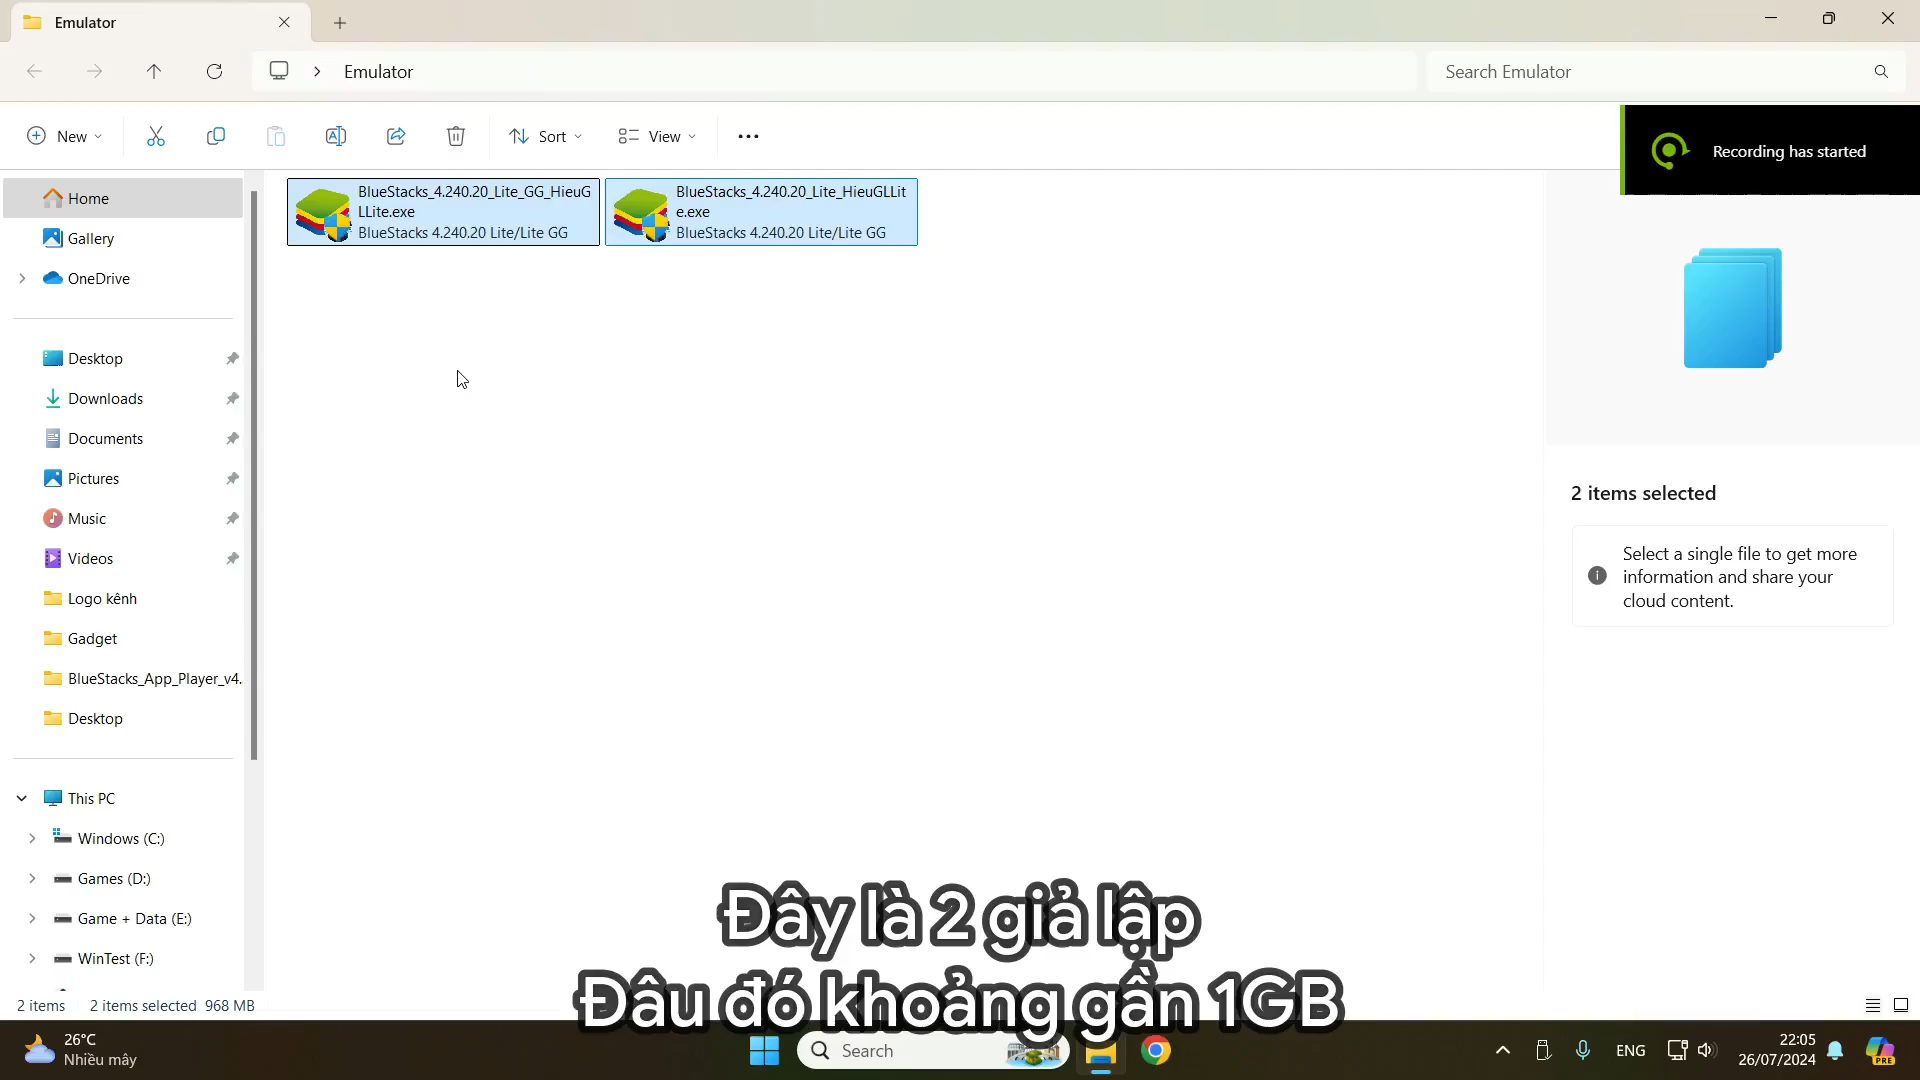 Emulator
Emulator
Search Emulator
New
Sort
View
Recording has started
Home
Gallery
OneDrive
Desktop
Downloads
Documents
Pictures
Music
Videos
Logo kênh
Gadget
BlueStacks_App_Player_v4.
Desktop
This PC
Windows (C:)
Games (D:)
Game + Data (E:)
WinTest (F:)
BlueStacks_4.240.20_Lite_GG_HieuG
LLite.exe
BlueStacks 4.240.20 Lite/Lite GG
BlueStacks_4.240.20_Lite_HieuGLLit
e.exe
BlueStacks 4.240.20 Lite/Lite GG
2 items selected
Select a single file to get more
information and share your
cloud content.
Đây là 2 giả lập
Đâu đó khoảng gần 1GB
2 items
2 items selected 968 MB
26°C
Nhiều mây
Search
ENG
22:05
26/07/2024
PRE